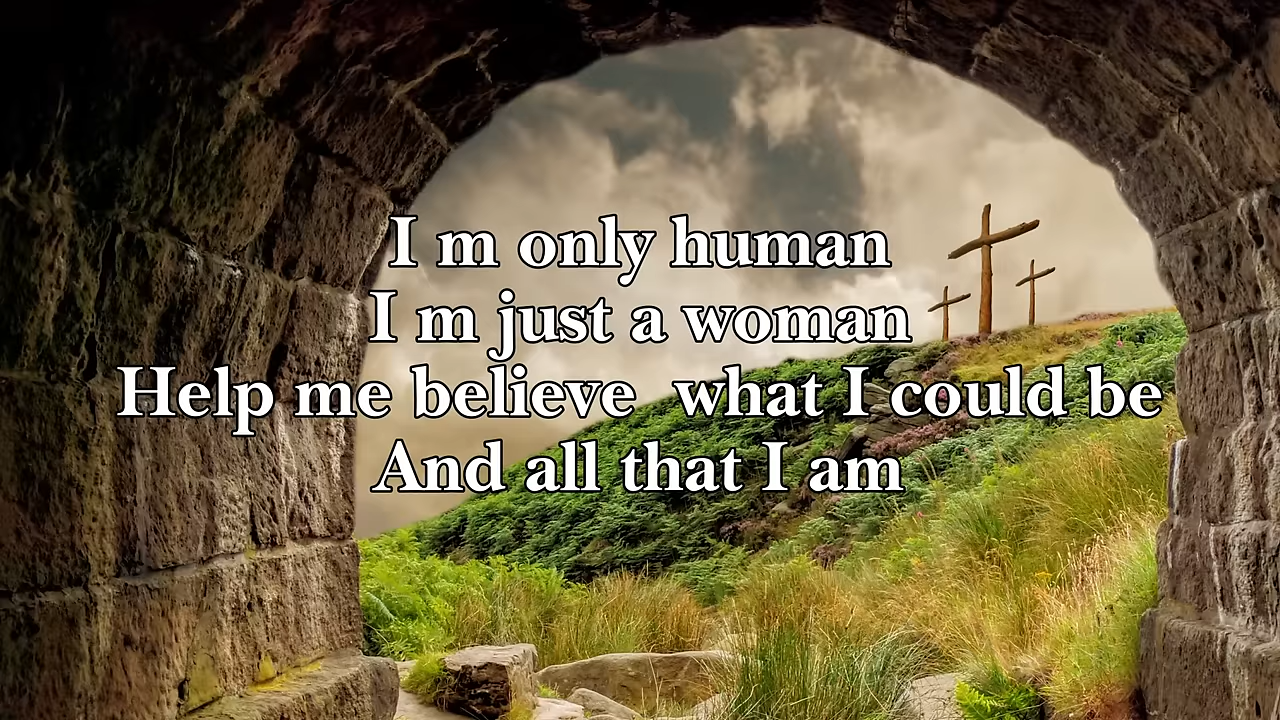 I m only human
I m just a woman
Help me believe  what I could be
And all that I am